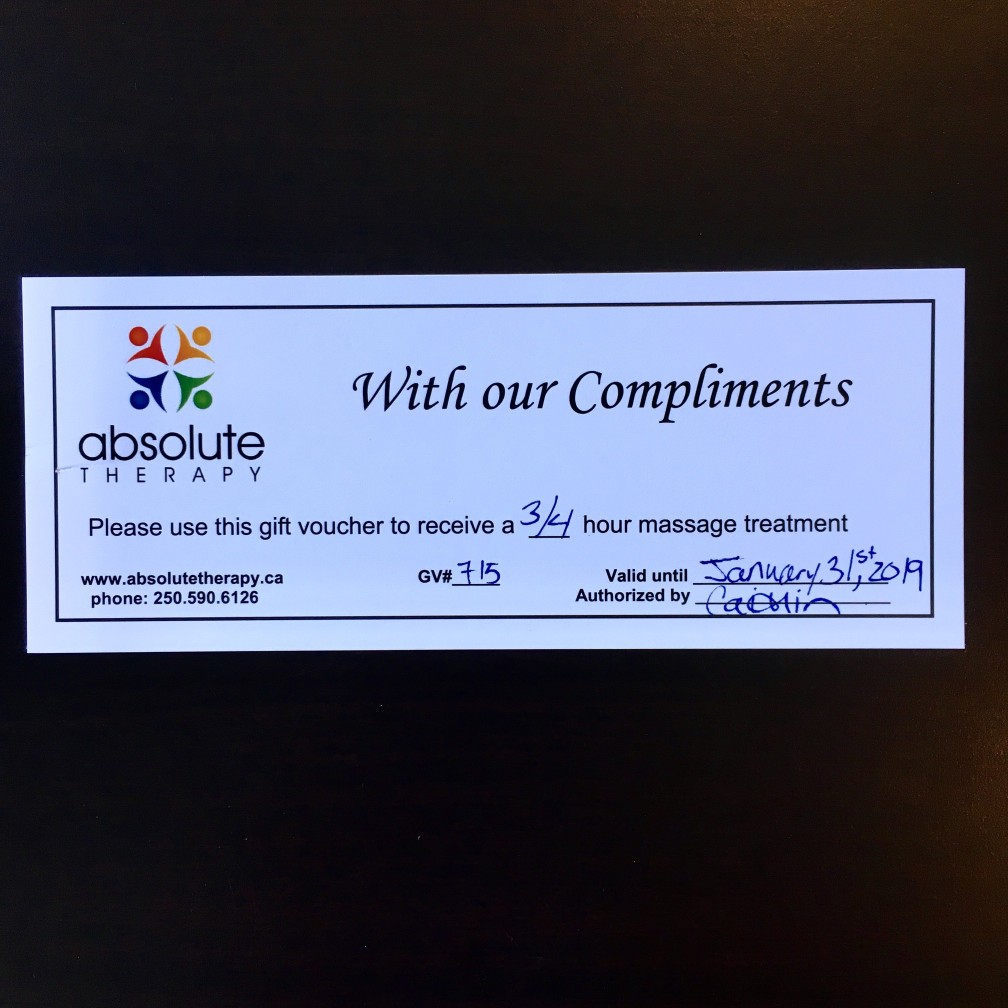 With our Compliments
absolute
THERAPY
Please use this gift voucher to receive a 3/4 hour massage treatment
www.absolutetherapy.ca GV# 715 Valid until January 31st, 2019
phone: 250.590.6126 Authorized by Caitlin